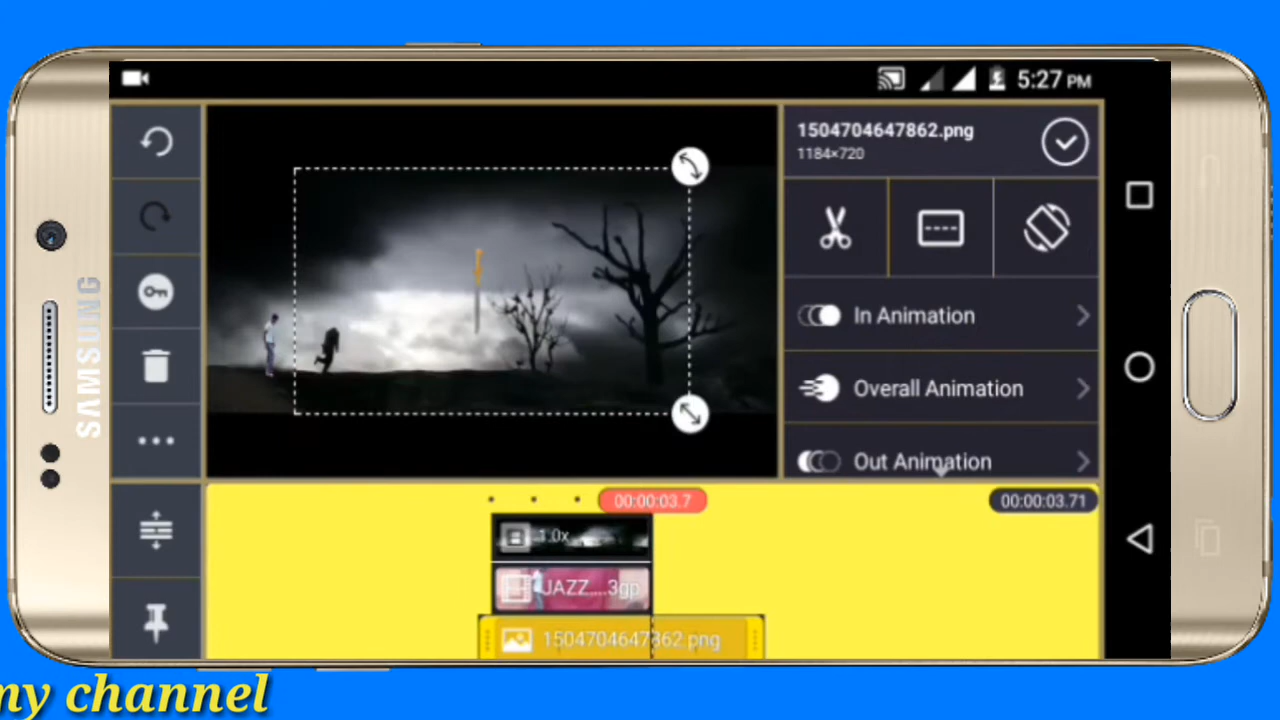 5:27 PM
SAMSUNG
1504704647862.png
1184×720
In Animation
Overall Animation
Out Animation
00:00:03.7
00:00:03.71
1.0x
JAZZ....3gp
1504704647862.png
my channel